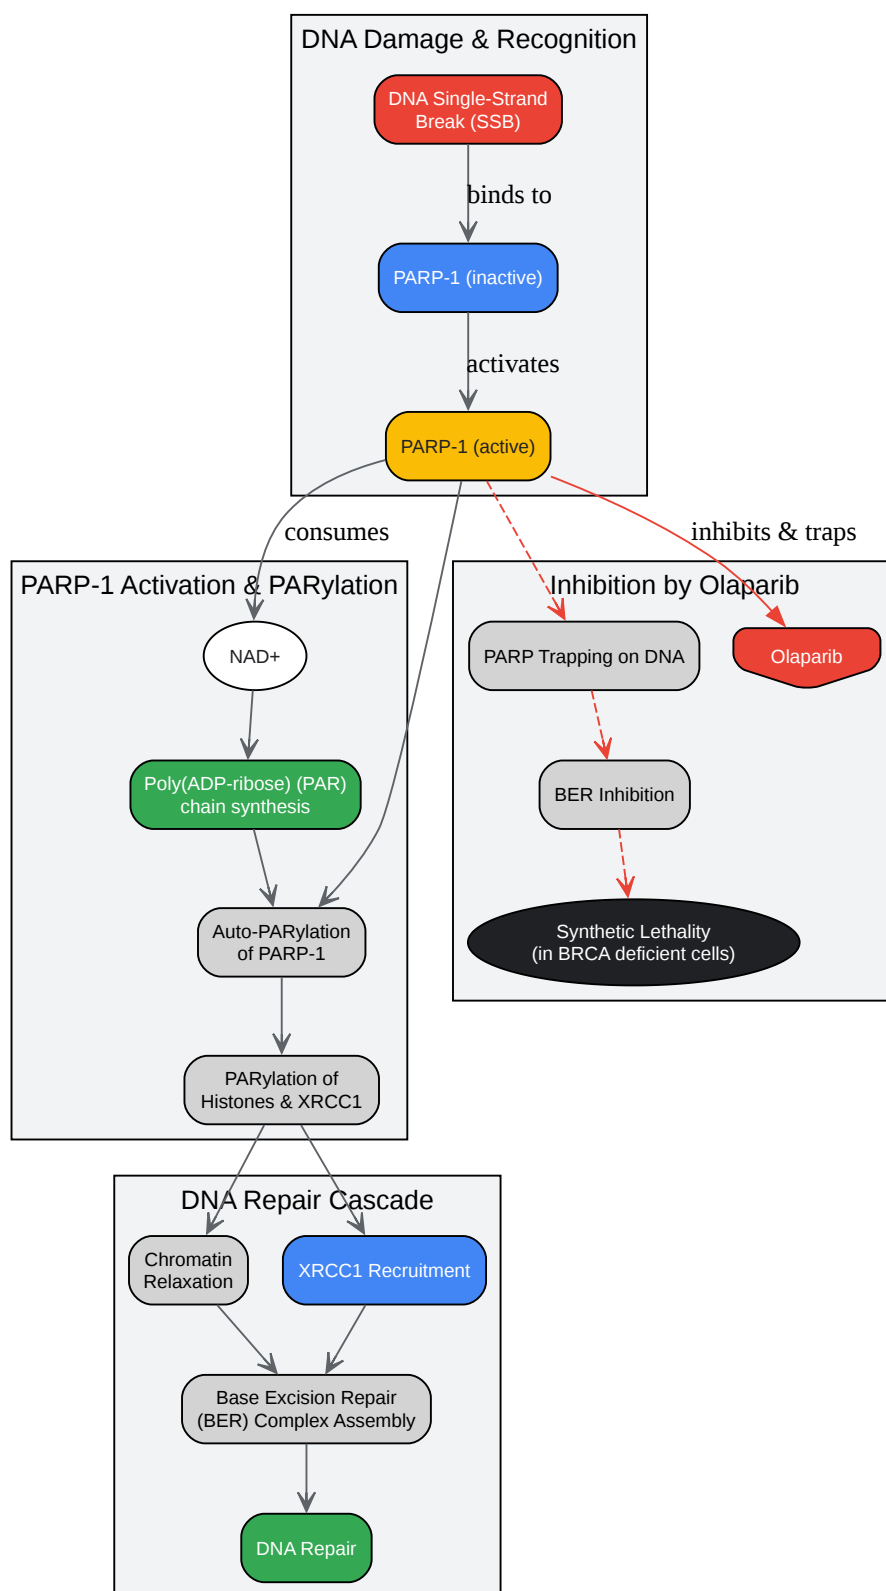 DNA Damage & Recognition
DNA Single-Strand
Break (SSB)
binds to
PARP-1 (inactive)
activates
PARP-1 (active)
consumes
inhibits & traps
PARP-1 Activation & PARylation
Inhibition by Olaparib
NAD+
PARP Trapping on DNA
Olaparib
Poly(ADP-ribose) (PAR)
chain synthesis
BER Inhibition
Auto-PARylation
of PARP-1
Synthetic Lethality
(in BRCA deficient cells)
PARylation of
Histones & XRCC1
DNA Repair Cascade
Chromatin
Relaxation
XRCC1 Recruitment
Base Excision Repair
(BER) Complex Assembly
DNA Repair